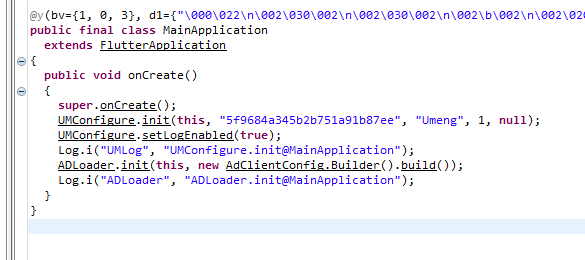 @y(bv={1, 0, 3}, d1={"\000\022\n\002\030\002\n\002\030\002\n\002\b\002\n\002\020
public final class MainApplication
extends FlutterApplication
{
public void onCreate()
{
super.onCreate();
UMConfigure.init(this, "5f9684a345b2b751a91b87ee", "Umeng", 1, null);
UMConfigure.setLogEnabled(true);
Log.i("UMLog", "UMConfigure.init@MainApplication");
ADLoader.init(this, new AdClientConfig.Builder().build());
Log.i("ADLoader", "ADLoader.init@MainApplication");
}
}